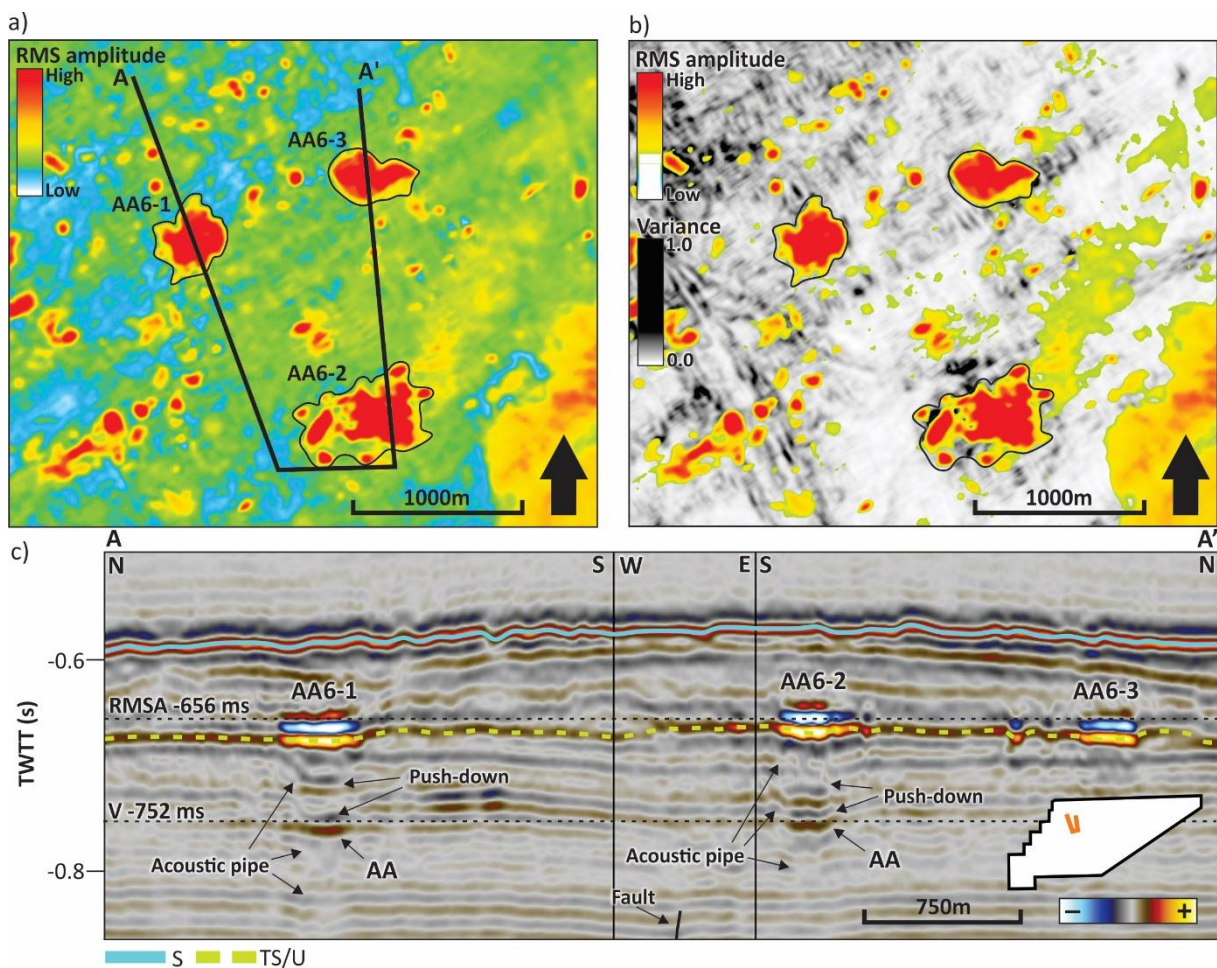 a)
RMS amplitude
High
Low
A
A'
AA6-3
AA6-1
AA6-2
1000m
b)
RMS amplitude
High
Low
Variance
1.0
0.0
1000m
c)
A
A’
N
S
W
E
S
N
-0.6
-0.8
TWTT (s)
RMSA -656 ms
V -752 ms
AA6-1
AA6-2
AA6-3
Push-down
Push-down
Acoustic pipe
AA
Acoustic pipe
AA
Fault
750m
-
+
S
TS/U